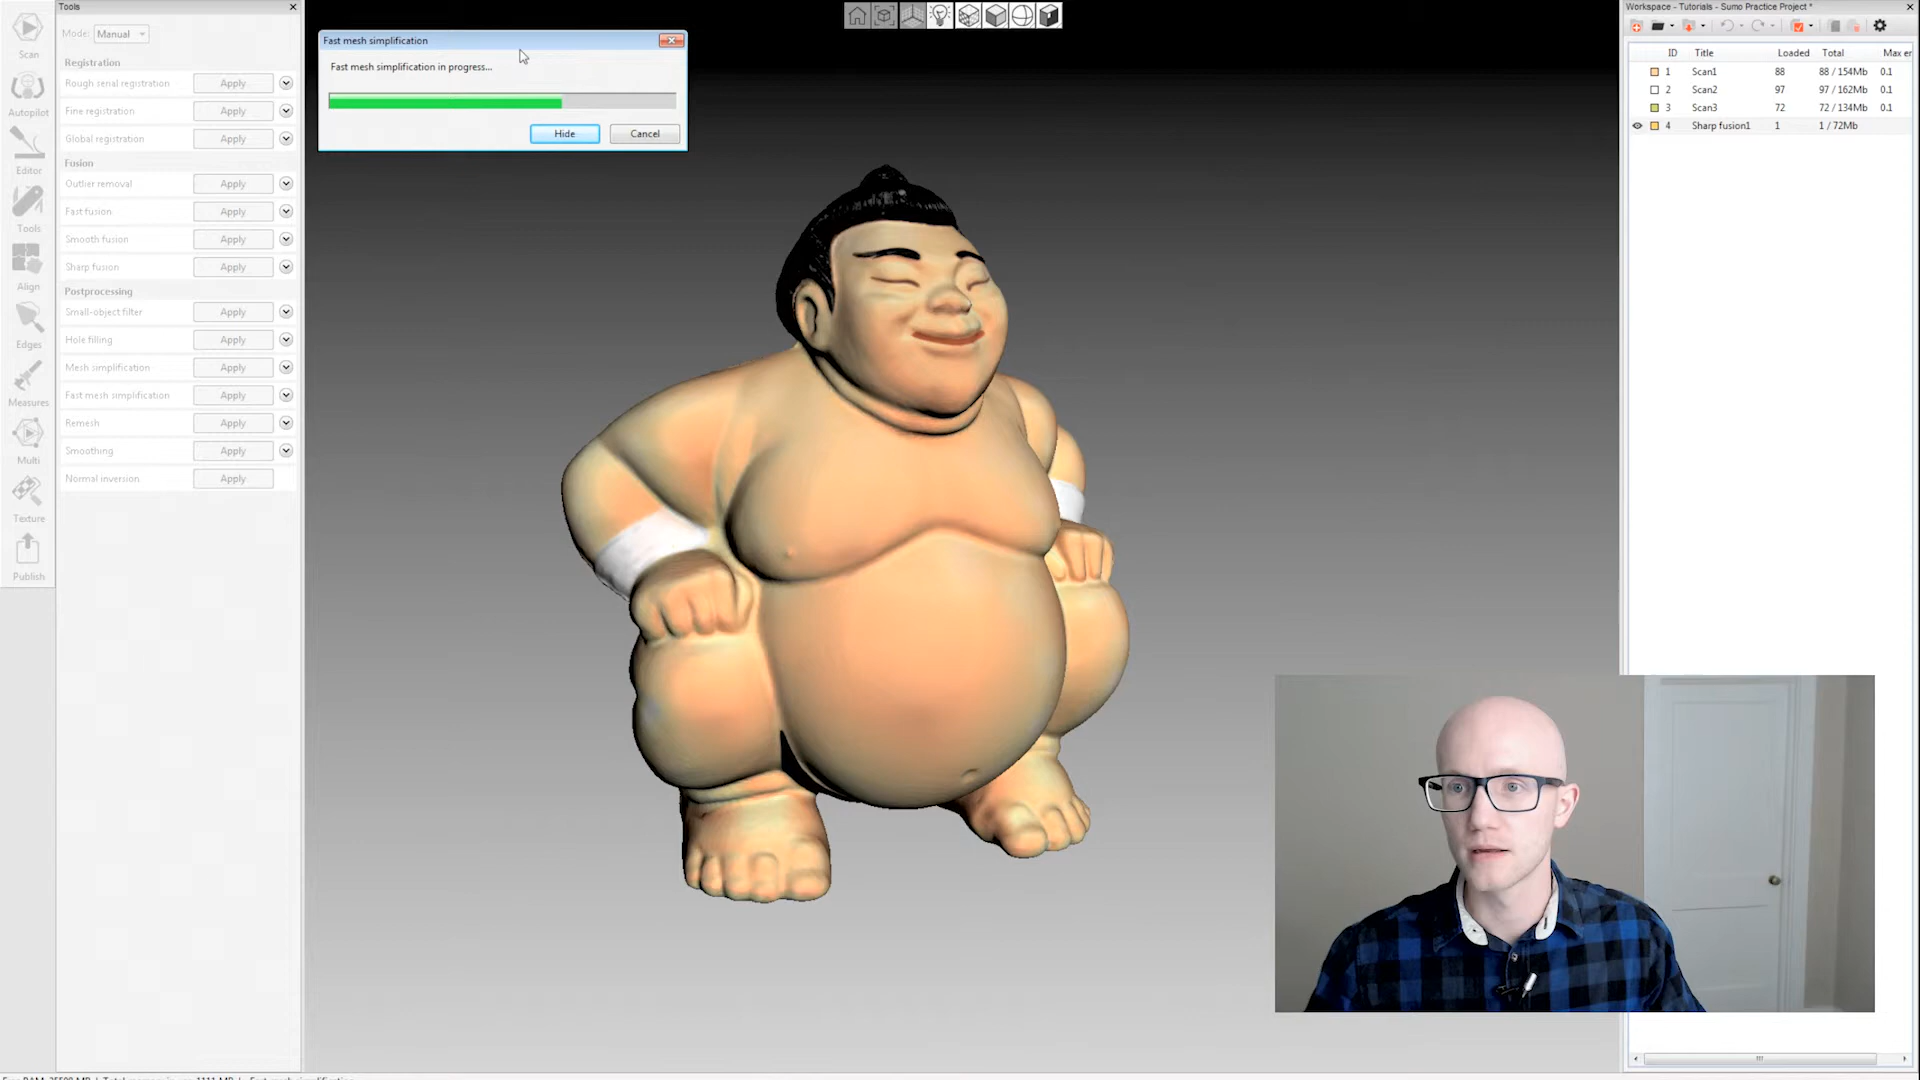 Tools
Mode: Manual
Registration
Rough serial registration Apply
Fine registration Apply
Global registration Apply
Fusion
Outlier removal Apply
Fast fusion Apply
Smooth fusion Apply
Sharp fusion Apply
Postprocessing
Small-object filter Apply
Hole filling Apply
Mesh simplification Apply
Fast mesh simplification Apply
Remesh Apply
Smoothing Apply
Normal inversion Apply
Scan
Autopilot
Editor
Tools
Align
Edges
Measures
Multi
Texture
Publish
Fast mesh simplification
Fast mesh simplification in progress...
Hide Cancel
Workspace - Tutorials - Sumo Practice Project *
ID Title Loaded Total Max er
1 Scan1 88 88 / 154Mb 0.1
2 Scan2 97 97 / 162Mb 0.1
3 Scan3 72 72 / 134Mb 0.1
4 Sharp fusion1 1 1 / 72Mb